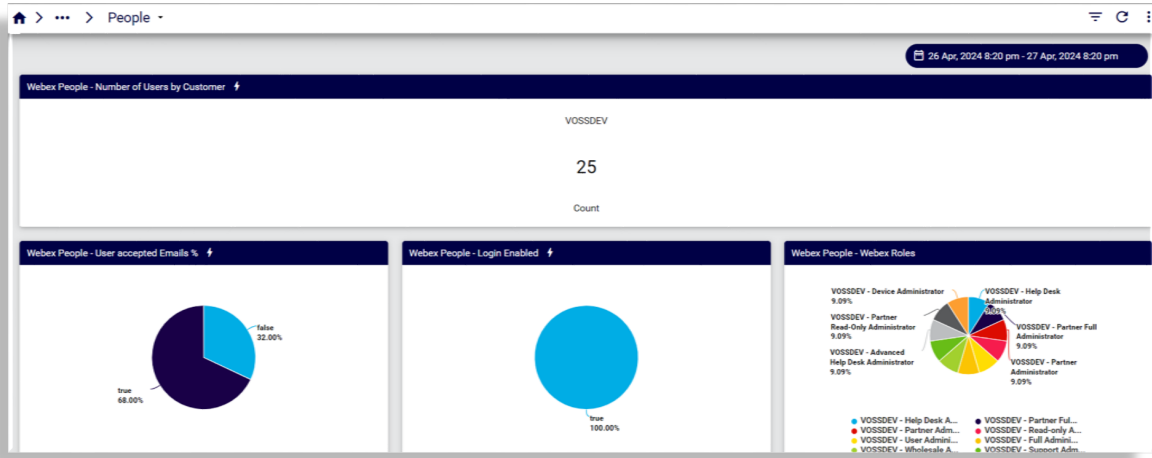 People
26 Apr, 2024 8:20 pm - 27 Apr, 2024 8:20 pm
Webex People - Number of Users by Customer
VOSSDEV
25
Count
Webex People - User accepted Emails %
false
32.00%
true
68.00%
Webex People - Login Enabled
true
100.00%
Webex People - Webex Roles
VOSSDEV - Device Administrator
9.09%
VOSSDEV - Help Desk
Administrator
9.09%
VOSSDEV - Partner
Read-Only Administrator
9.09%
VOSSDEV - Partner Full
Administrator
9.09%
VOSSDEV - Advanced
Help Desk Administrator
9.09%
VOSSDEV - Partner
Administrator
9.09%
VOSSDEV - Help Desk A...
VOSSDEV - Partner Ful...
VOSSDEV - Partner Adm...
VOSSDEV - Read-only A...
VOSSDEV - User Admini...
VOSSDEV - Full Admini...
VOSSDEV - Wholesale A...
VOSSDEV - Support Adm...